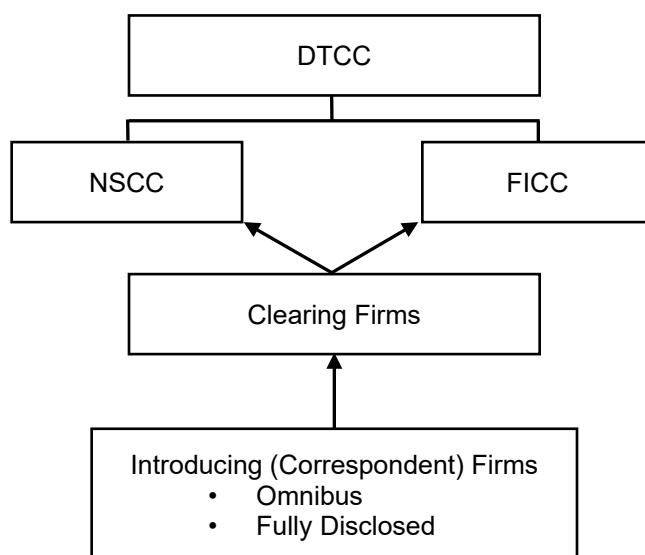 DTCC
NSCC
FICC
Clearing Firms
Introducing (Correspondent) Firms
• Omnibus
• Fully Disclosed